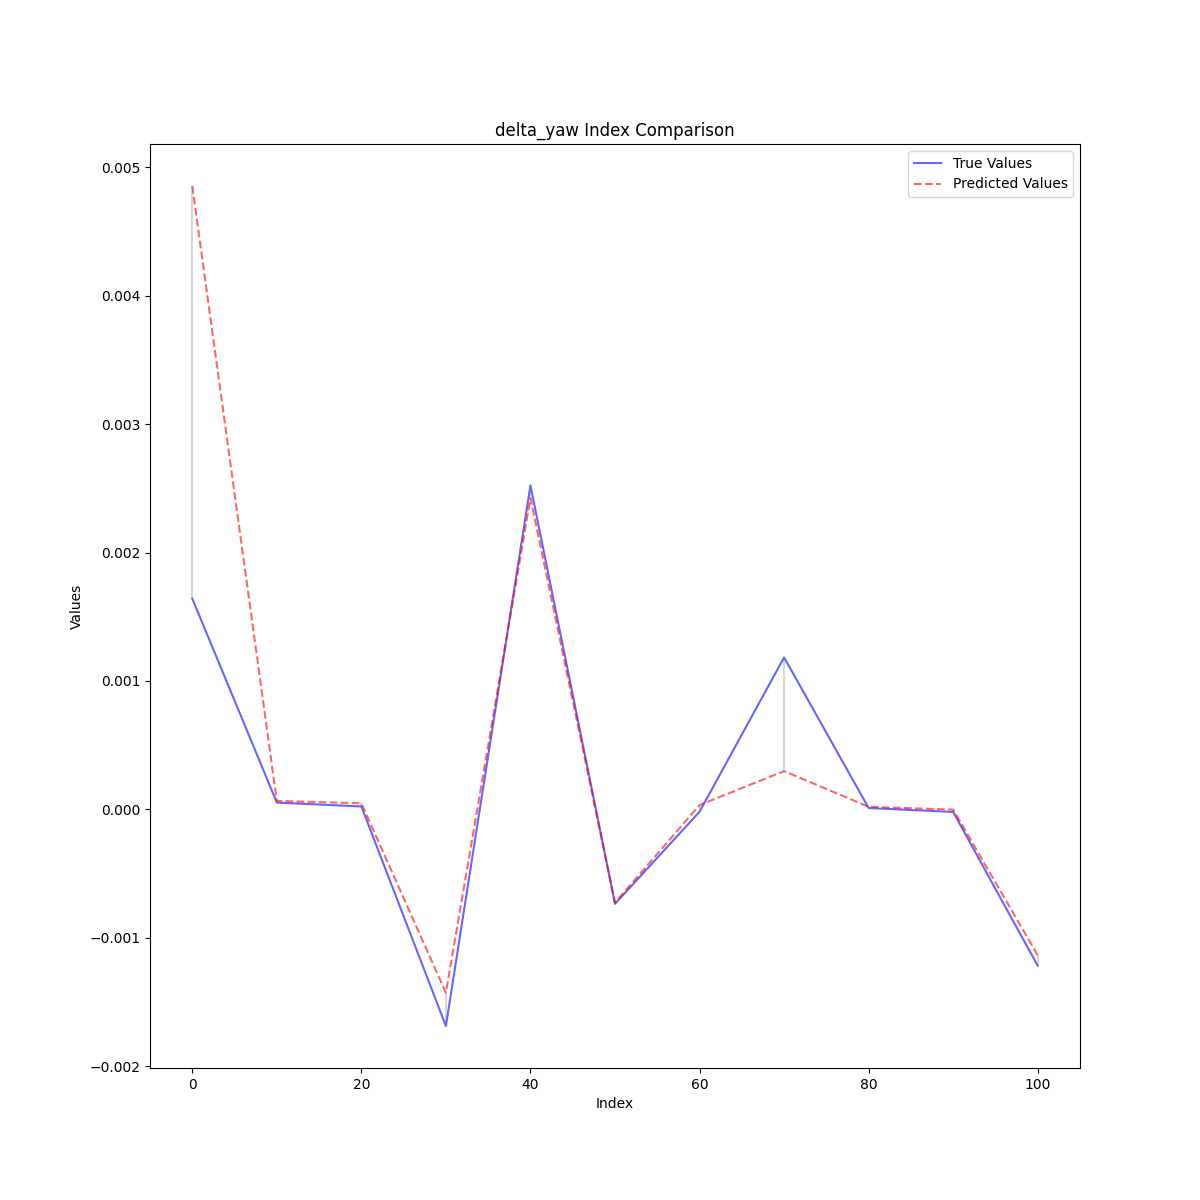 delta_yaw Index Comparison
True Values
Predicted Values
0.005
0.004
0.003
0.002
0.001
0.000
−0.001
−0.002
Values
0 20 40 60 80 100
Index